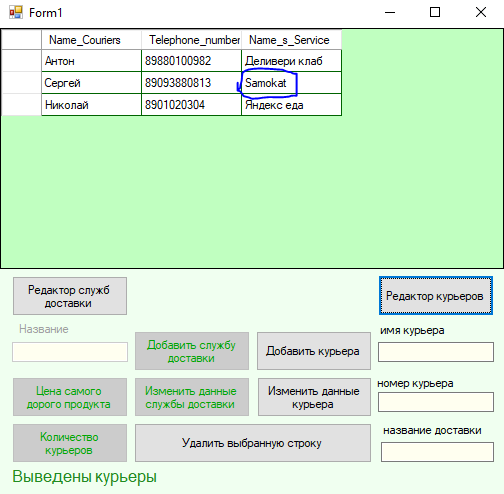 Form1
Name_Couriers Telephone_number Name_s_Service
Антон 89880100982 Деливери клаб
Сергей 89093880813 Samokat
Николай 8901020304 Яндекс еда
Редактор служб
доставки
Редактор курьеров
Название
имя курьера
Добавить службу
доставки
Добавить курьера
номер курьера
Цена самого
дорого продукта
Изменить данные
службы доставки
Изменить данные
курьера
название доставки
Количество
курьеров
Удалить выбранную строку
Выведены курьеры